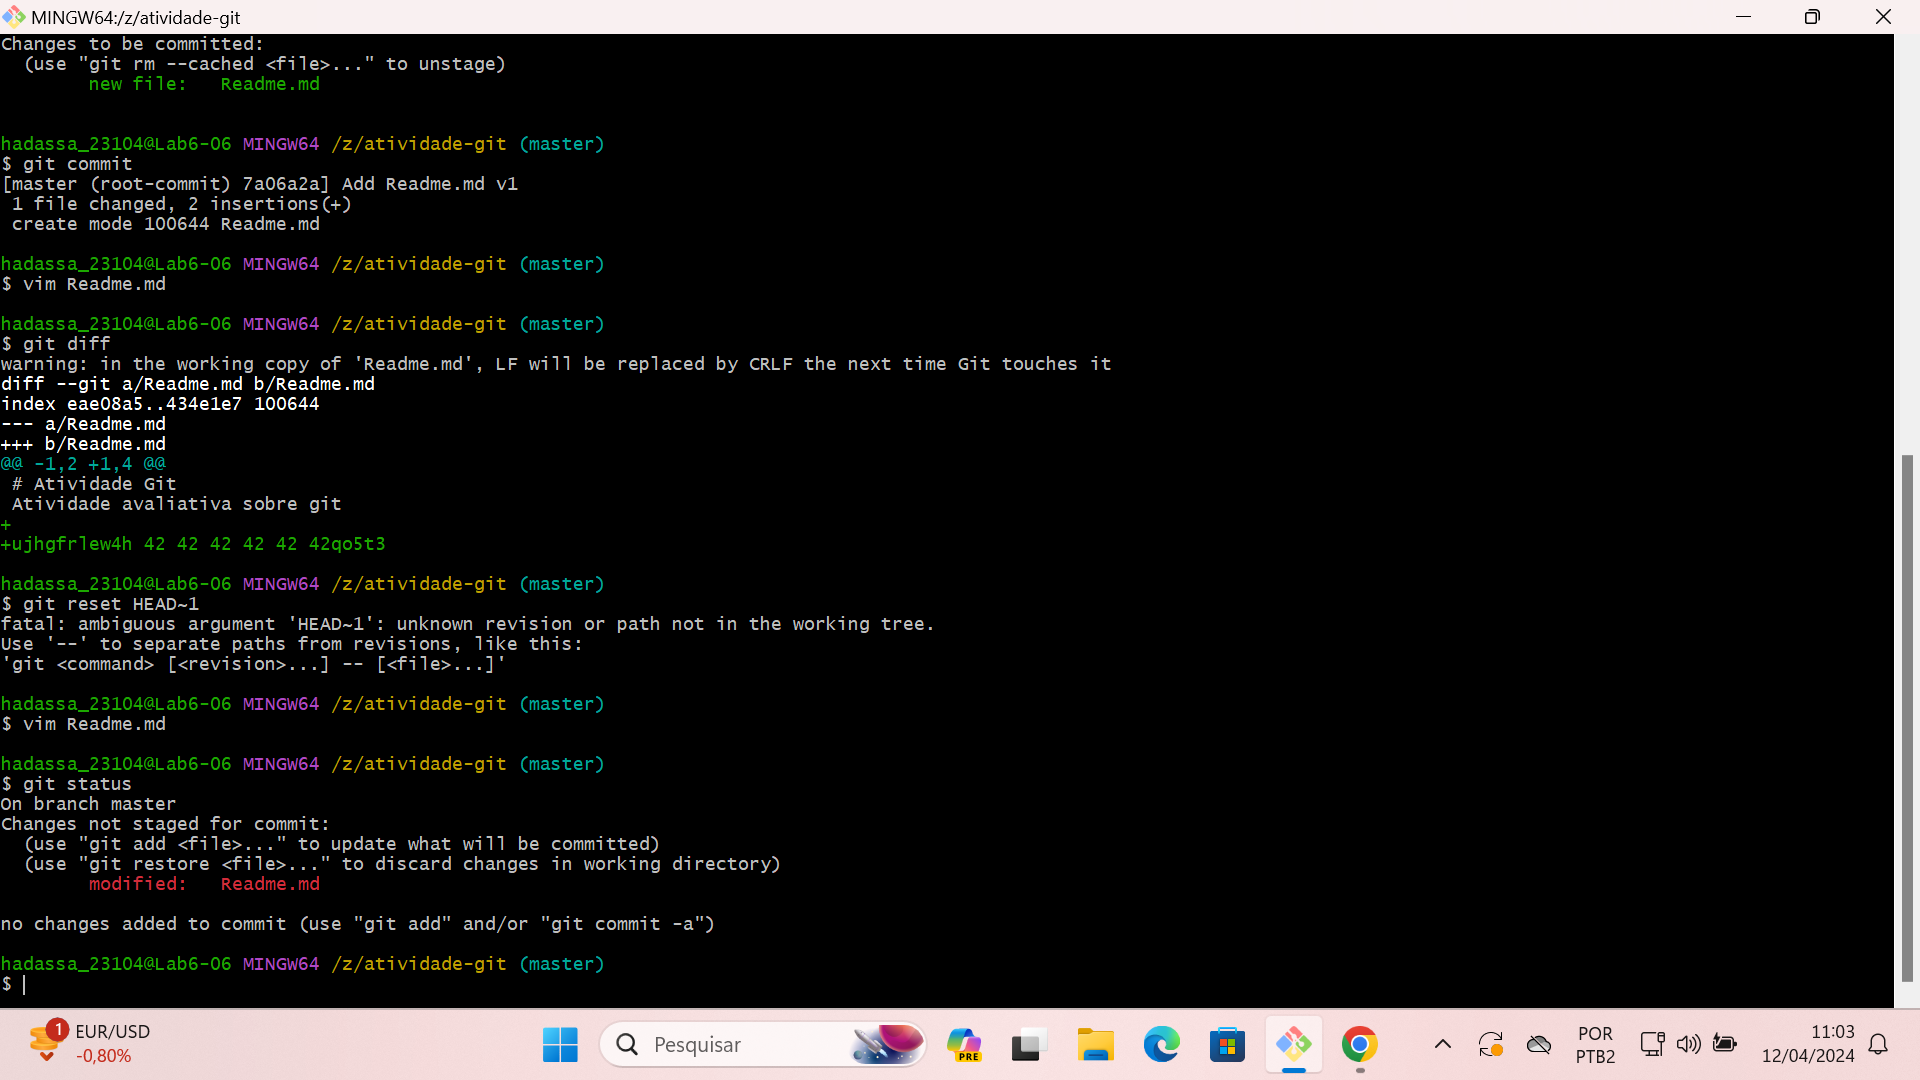 MINGW64:/z/atividade-git
Changes to be committed:
  (use "git rm --cached <file>..." to unstage)
        new file:   Readme.md
hadassa_23104@Lab6-06 MINGW64 /z/atividade-git (master)
$ git commit
[master (root-commit) 7a06a2a] Add Readme.md v1
 1 file changed, 2 insertions(+)
 create mode 100644 Readme.md
hadassa_23104@Lab6-06 MINGW64 /z/atividade-git (master)
$ vim Readme.md
hadassa_23104@Lab6-06 MINGW64 /z/atividade-git (master)
$ git diff
warning: in the working copy of 'Readme.md', LF will be replaced by CRLF the next time Git touches it
diff --git a/Readme.md b/Readme.md
index eae08a5..434e1e7 100644
--- a/Readme.md
+++ b/Readme.md
@@ -1,2 +1,4 @@
 # Atividade Git
 Atividade avaliativa sobre git
+
+ujhgfrlew4h 42 42 42 42 42 42qo5t3
hadassa_23104@Lab6-06 MINGW64 /z/atividade-git (master)
$ git reset HEAD~1
fatal: ambiguous argument 'HEAD~1': unknown revision or path not in the working tree.
Use '--' to separate paths from revisions, like this:
'git <command> [<revision>...] -- [<file>...]'
hadassa_23104@Lab6-06 MINGW64 /z/atividade-git (master)
$ vim Readme.md
hadassa_23104@Lab6-06 MINGW64 /z/atividade-git (master)
$ git status
On branch master
Changes not staged for commit:
  (use "git add <file>..." to update what will be committed)
  (use "git restore <file>..." to discard changes in working directory)
        modified:   Readme.md
no changes added to commit (use "git add" and/or "git commit -a")
hadassa_23104@Lab6-06 MINGW64 /z/atividade-git (master)
$
1
EUR/USD
-0,80%
Pesquisar
PRE
POR
PTB2
11:03
12/04/2024